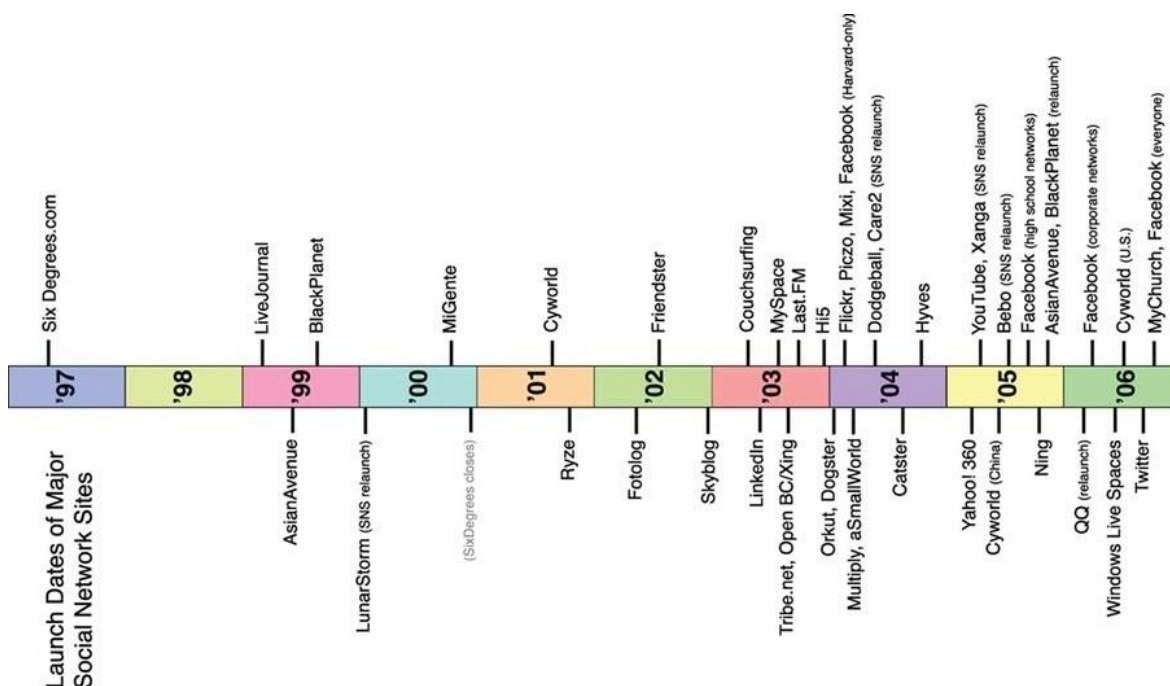 Launch Dates of Major
Social Network Sites
'97
Six Degrees.com
'98
'99
LiveJournal
AsianAvenue
BlackPlanet
'00
LunarStorm (SNS relaunch)
MiGente
(SixDegrees closes)
'01
Cyworld
Ryze
'02
Fotolog
Friendster
Skyblog
'03
Couchsurfing
LinkedIn
MySpace
Tribe.net, Open BC/Xing
Last.FM
Hi5
'04
Orkut, Dogster
Flickr, Piczo, Mixi, Facebook (Harvard-only)
Multiply, aSmallWorld
Dodgeball, Care2 (SNS relaunch)
Catster
Hyves
'05
Yahoo! 360
YouTube, Xanga (SNS relaunch)
Cyworld (China)
Bebo (SNS relaunch)
Facebook (high school networks)
Ning
AsianAvenue, BlackPlanet (relaunch)
'06
QQ (relaunch)
Facebook (corporate networks)
Windows Live Spaces
Cyworld (U.S.)
Twitter
MyChurch, Facebook (everyone)